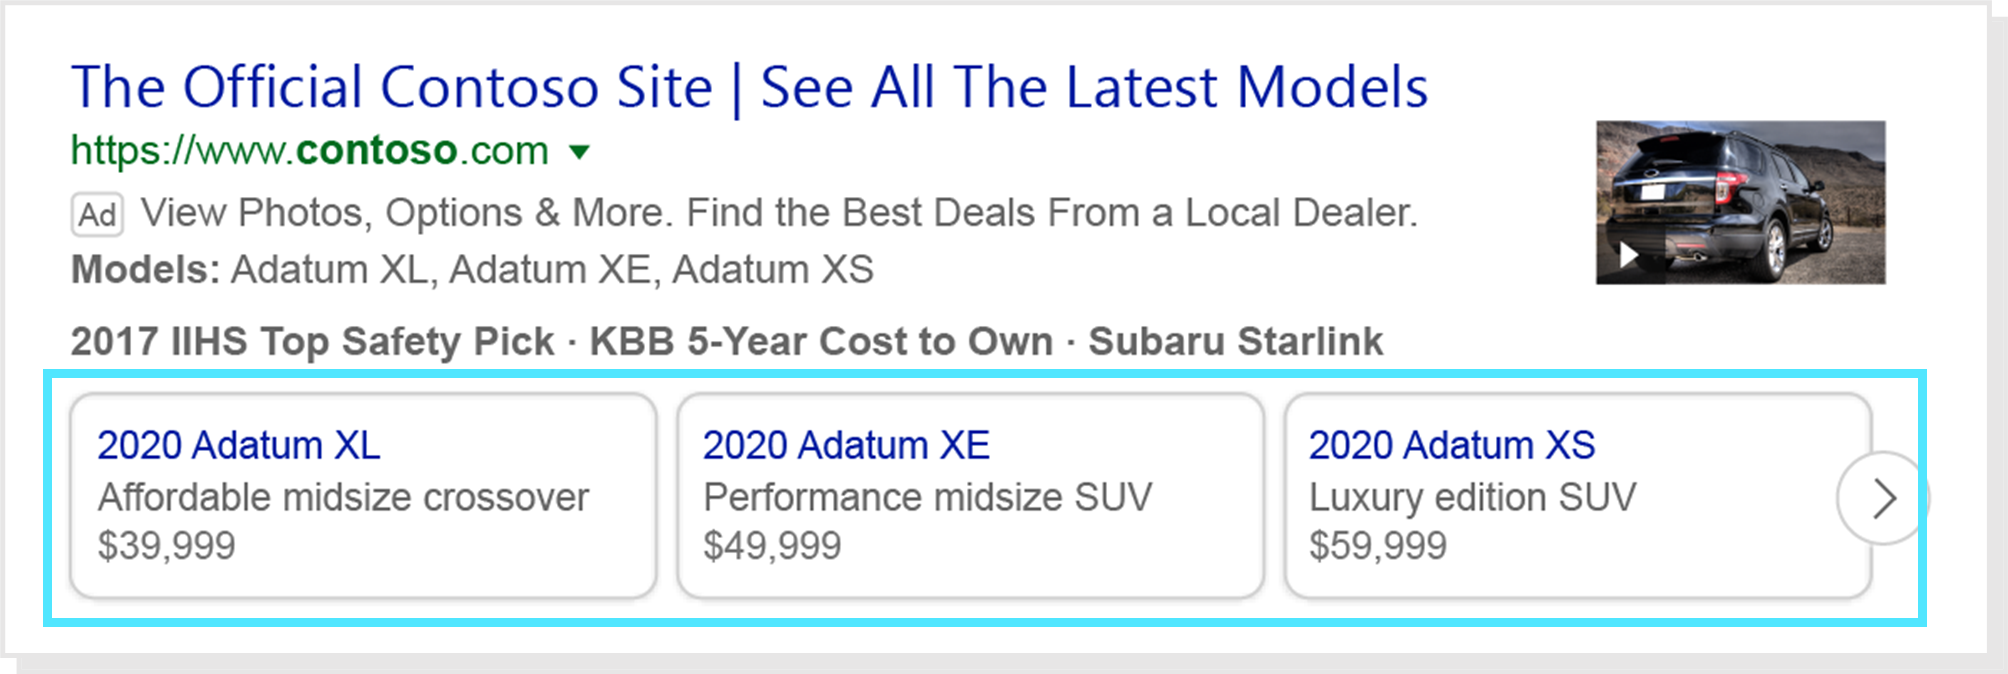 The Official Contoso Site | See All The Latest Models
https://www.contoso.com
Ad View Photos, Options & More. Find the Best Deals From a Local Dealer.
Models: Adatum XL, Adatum XE, Adatum XS
2017 IIHS Top Safety Pick · KBB 5-Year Cost to Own · Subaru Starlink
2020 Adatum XL
Affordable midsize crossover
$39,999
2020 Adatum XE
Performance midsize SUV
$49,999
2020 Adatum XS
Luxury edition SUV
$59,999